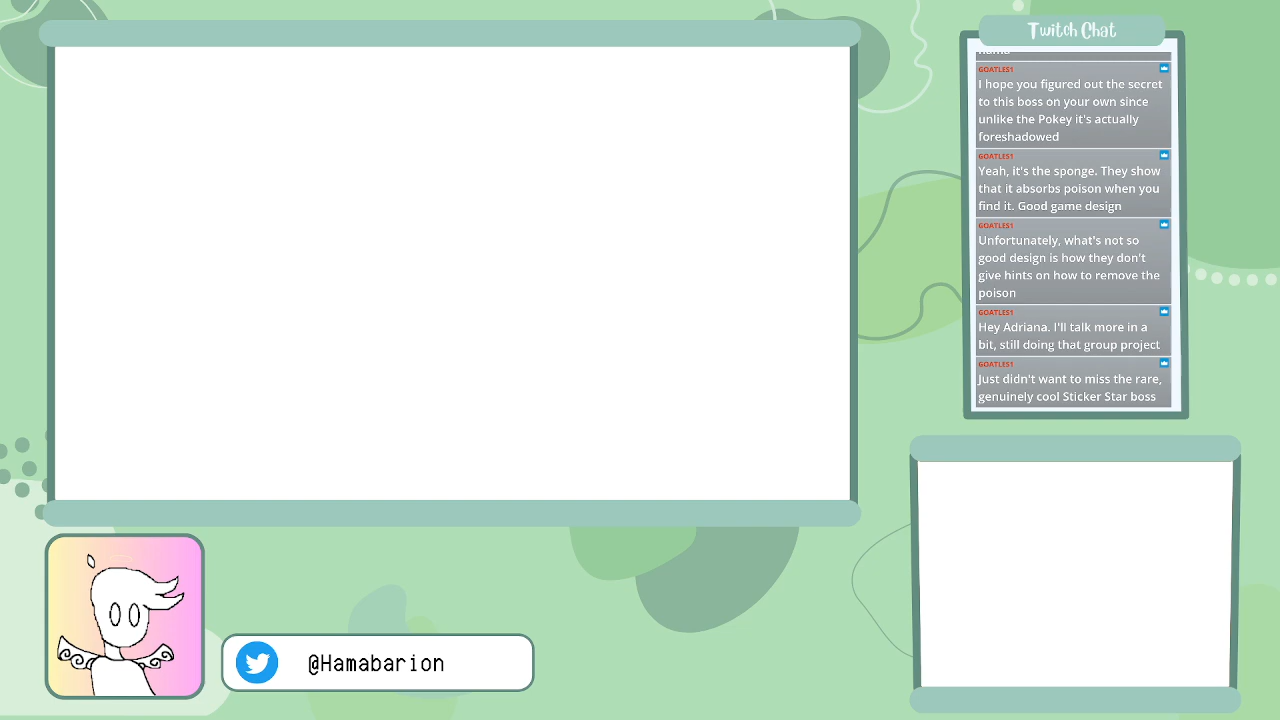 Twitch Chat
GOATLES1
I hope you figured out the secret
to this boss on your own since
unlike the Pokey it's actually
foreshadowed
GOATLES1
Yeah, it's the sponge. They show
that it absorbs poison when you
find it. Good game design
GOATLES1
Unfortunately, what's not so
good design is how they don't
give hints on how to remove the
poison
GOATLES1
Hey Adriana. I'll talk more in a
bit, still doing that group project
GOATLES1
Just didn't want to miss the rare,
genuinely cool Sticker Star boss
@Hamabarion